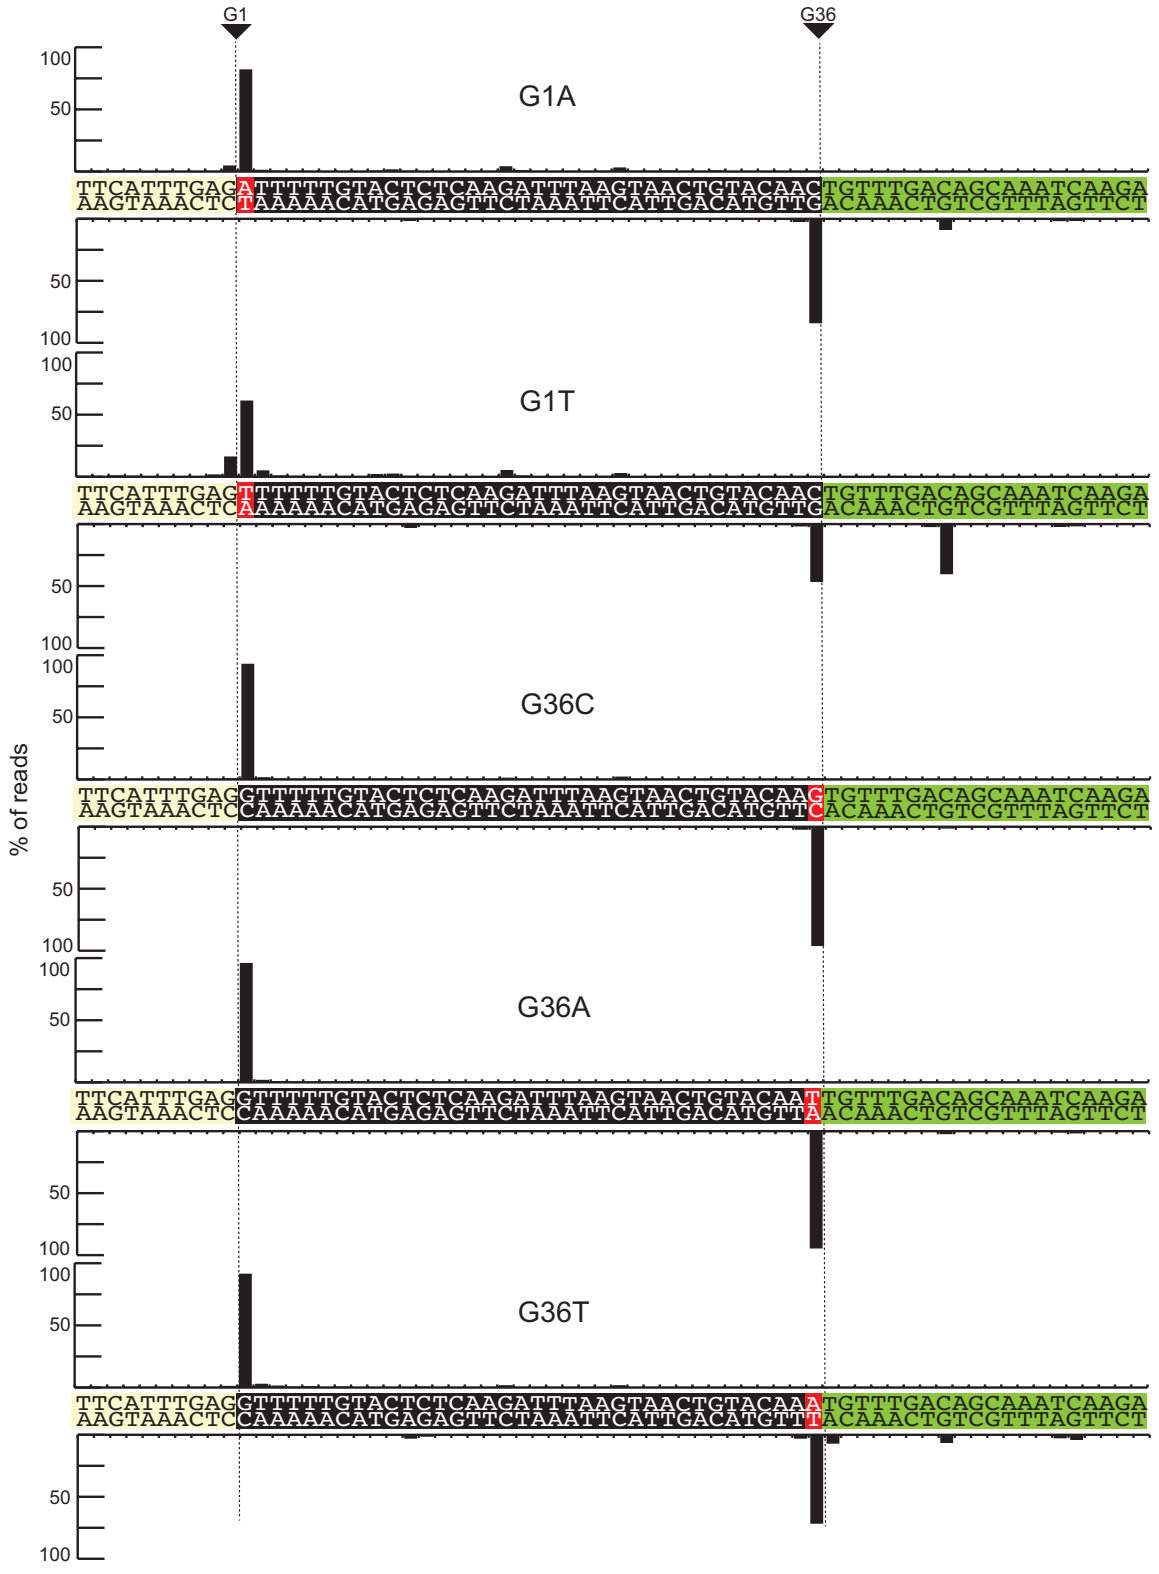 G1 G36
100
50
G1A
TTCATTTGAGATTTTTGTACTCTCAAGATTTAAGTAACTGTACAACTGTTTGACAGCAAATCAAGA
AAGTAAACTCTAAAAACATGAGAGTTCTAAATTCATTGACATGTTGACAAACTGTCGTTTAGTTCT
50
100
100
50
G1T
TTCATTTGAGTTTTTTGTACTCTCAAGATTTAAGTAACTGTACAACTGTTTGACAGCAAATCAAGA
AAGTAAACTCAAAAAACATGAGAGTTCTAAATTCATTGACATGTTGACAAACTGTCGTTTAGTTCT
50
100
100
50
G36C
TTCATTTGAGGTTTTTGTACTCTCAAGATTTAAGTAACTGTACAAGTGTTTGACAGCAAATCAAGA
AAGTAAACTCCAAAAACATGAGAGTTCTAAATTCATTGACATGTTCACAAACTGTCGTTTAGTTCT
% of reads
50
100
100
50
G36A
TTCATTTGAGGTTTTTGTACTCTCAAGATTTAAGTAACTGTACAATTGTTTGACAGCAAATCAAGA
AAGTAAACTCCAAAAACATGAGAGTTCTAAATTCATTGACATGTTAACAAACTGTCGTTTAGTTCT
50
100
100
50
G36T
TTCATTTGAGGTTTTTGTACTCTCAAGATTTAAGTAACTGTACAAATGTTTGACAGCAAATCAAGA
AAGTAAACTCCAAAAACATGAGAGTTCTAAATTCATTGACATGTTTACAAACTGTCGTTTAGTTCT
50
100